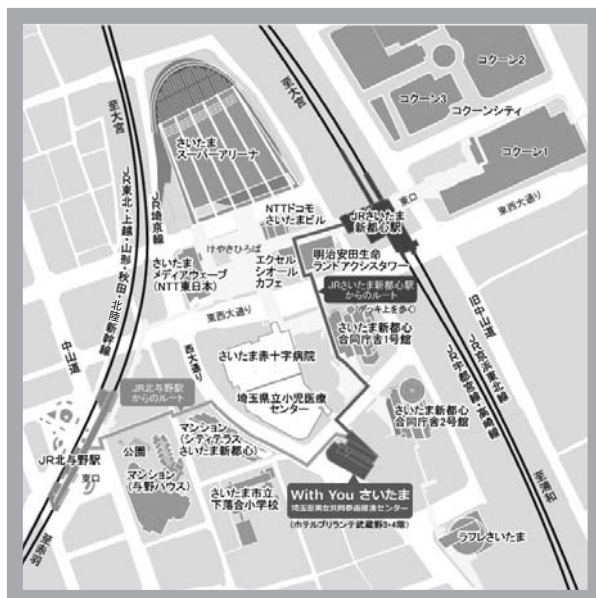 至大宮
至大宮
コクーン2
コクーン3
コクーンシティ
コクーン1
さいたま
スーパーアリーナ
JR東北・上越・山形・秋田・北陸新幹線
JR埼京線
NTTドコモ
さいたまビル
JRさいたま
新都心駅
東口
東西大通り
けやきひろば
さいたま
メディアウェーブ
(NTT東日本)
エクセル
シオール
カフェ
明治安田生命
ランドアクシスタワー
JRさいたま新都心駅
からのルート
(デッキ上を歩く)
東西大通り
中山道
西大通り
さいたま新都心
合同庁舎1号館
旧中山道
JR京浜東北線
JR宇都宮線・高崎線
さいたま赤十字病院
JR北与野駅
からのルート
埼玉県立小児医療
センター
さいたま新都心
合同庁舎2号館
マンション
(シティテラス
さいたま新都心)
JR北与野駅
東口
公園
マンション
(与野ハウス)
さいたま市立
下落合小学校
With You さいたま
埼玉県男女共同参画推進センター
(ホテルブリランテ武蔵野3・4階)
至浦和
ラフレさいたま
至赤羽